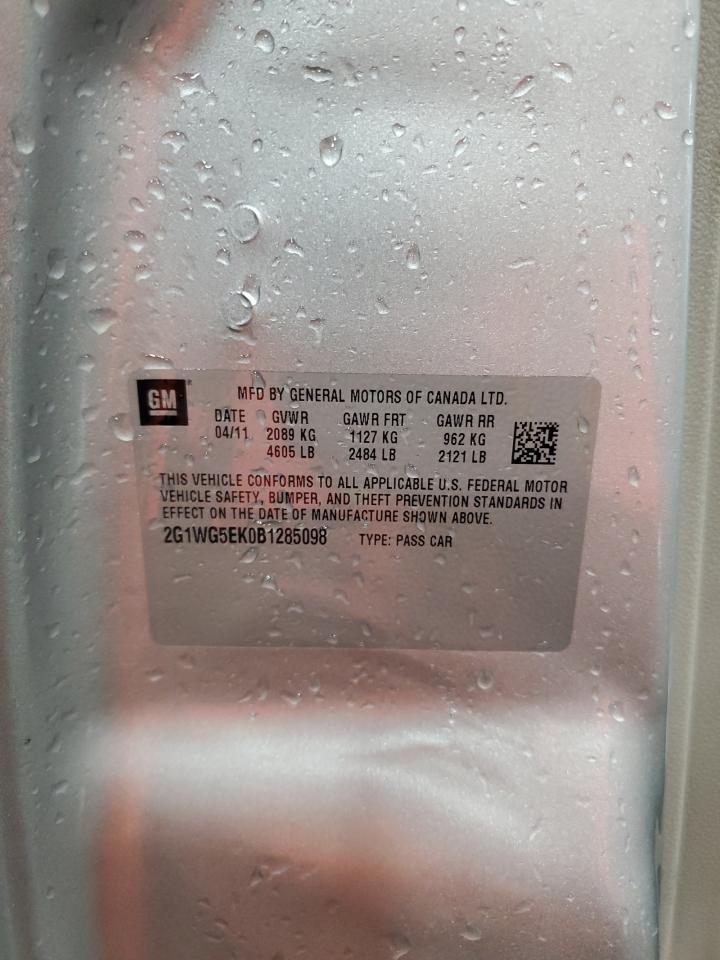 GM
MFD BY GENERAL MOTORS OF CANADA LTD.
DATE GVWR GAWR FRT GAWR RR
04/11 2089 KG 1127 KG 962 KG
4605 LB 2484 LB 2121 LB
THIS VEHICLE CONFORMS TO ALL APPLICABLE U.S. FEDERAL MOTOR
VEHICLE SAFETY, BUMPER, AND THEFT PREVENTION STANDARDS IN
EFFECT ON THE DATE OF MANUFACTURE SHOWN ABOVE.
2G1WG5EK0B1285098 TYPE: PASS CAR